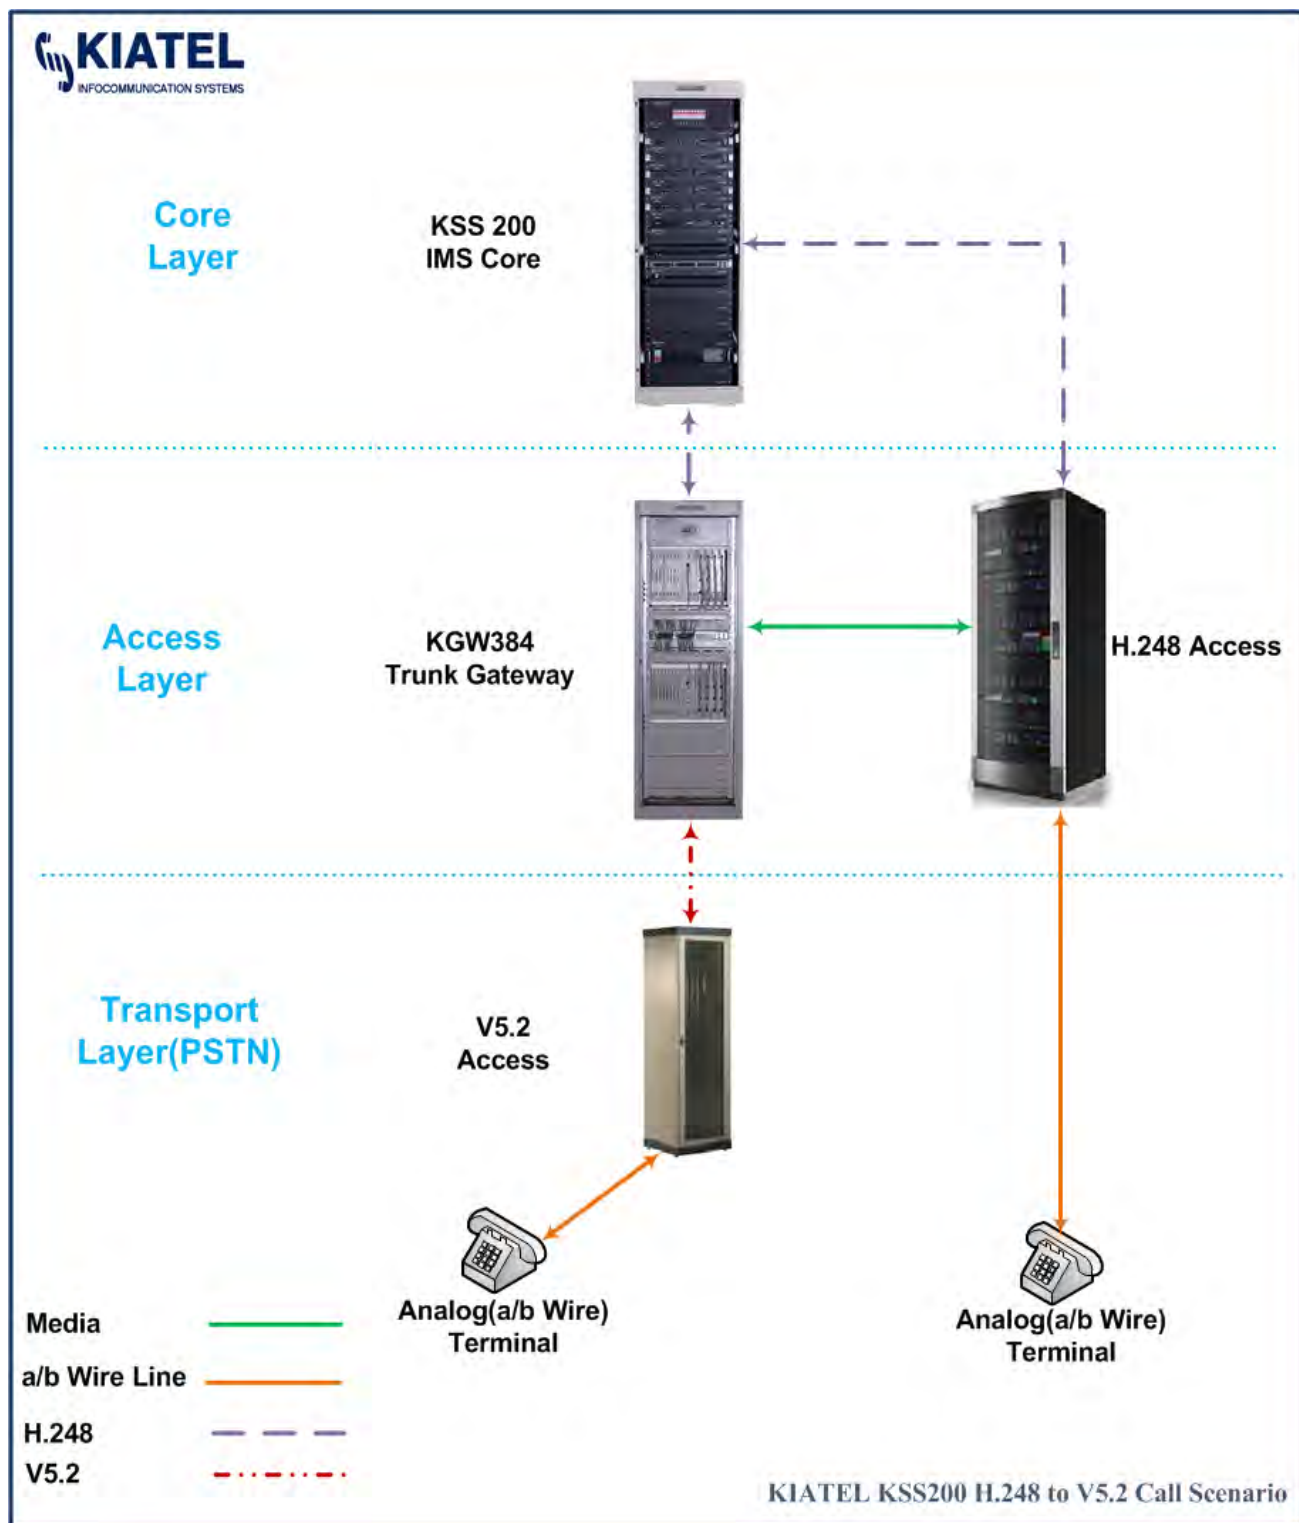 KIATEL
INFOCOMMUNICATION SYSTEMS
Core
Layer
KSS 200
IMS Core
Access
Layer
KGW384
Trunk Gateway
H.248 Access
Transport
Layer(PSTN)
V5.2
Access
Analog(a/b Wire)
Terminal
Analog(a/b Wire)
Terminal
Media
a/b Wire Line
H.248
V5.2
KIATEL KSS200 H.248 to V5.2 Call Scenario